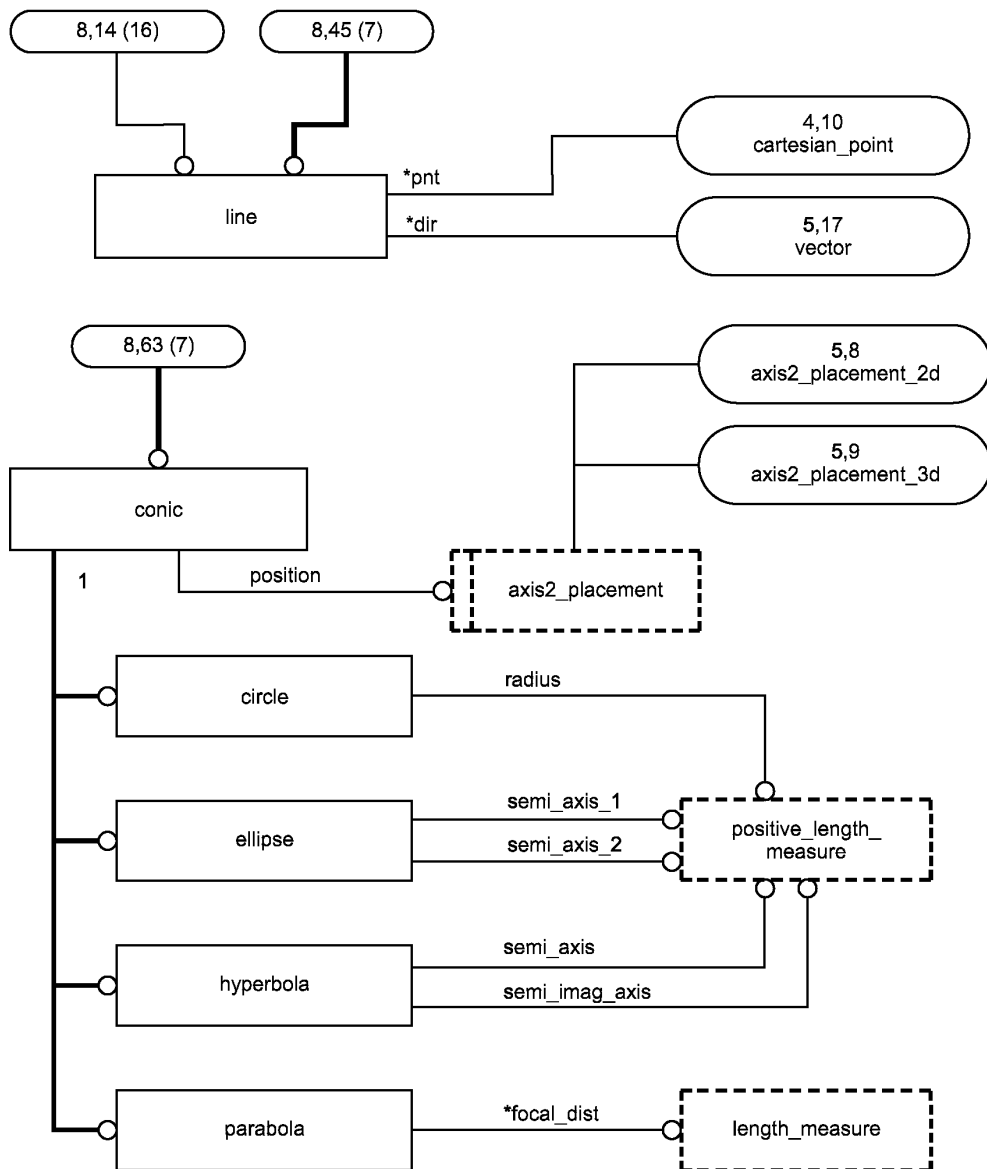 8,14 (16)
8,45 (7)
4,10
cartesian_point
*pnt
line
*dir
5,17
vector
8,63 (7)
5,8
axis2_placement_2d
5,9
axis2_placement_3d
conic
1
position
axis2_placement
circle
radius
ellipse
semi_axis_1
semi_axis_2
positive_length_
measure
hyperbola
semi_axis
semi_imag_axis
parabola
*focal_dist
length_measure